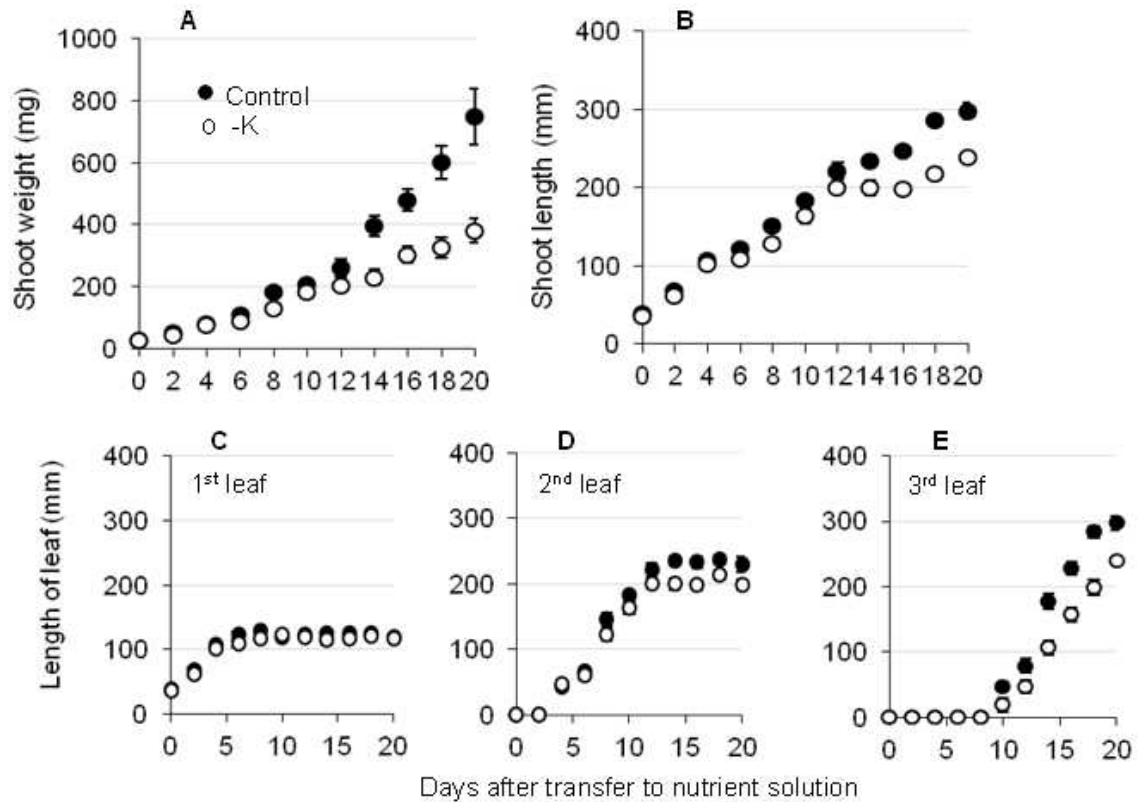 A
1000
800
600
400
200
0
Shoot weight (mg)
Control
-K
0 2 4 6 8 10 12 14 16 18 20
B
400
300
200
100
0
Shoot length (mm)
0 2 4 6 8 10 12 14 16 18 20
C
400
300
200
100
0
Length of leaf (mm)
1st leaf
0 5 10 15 20
D
400
300
200
100
0
2nd leaf
0 5 10 15 20
E
400
300
200
100
0
3rd leaf
0 5 10 15 20
Days after transfer to nutrient solution